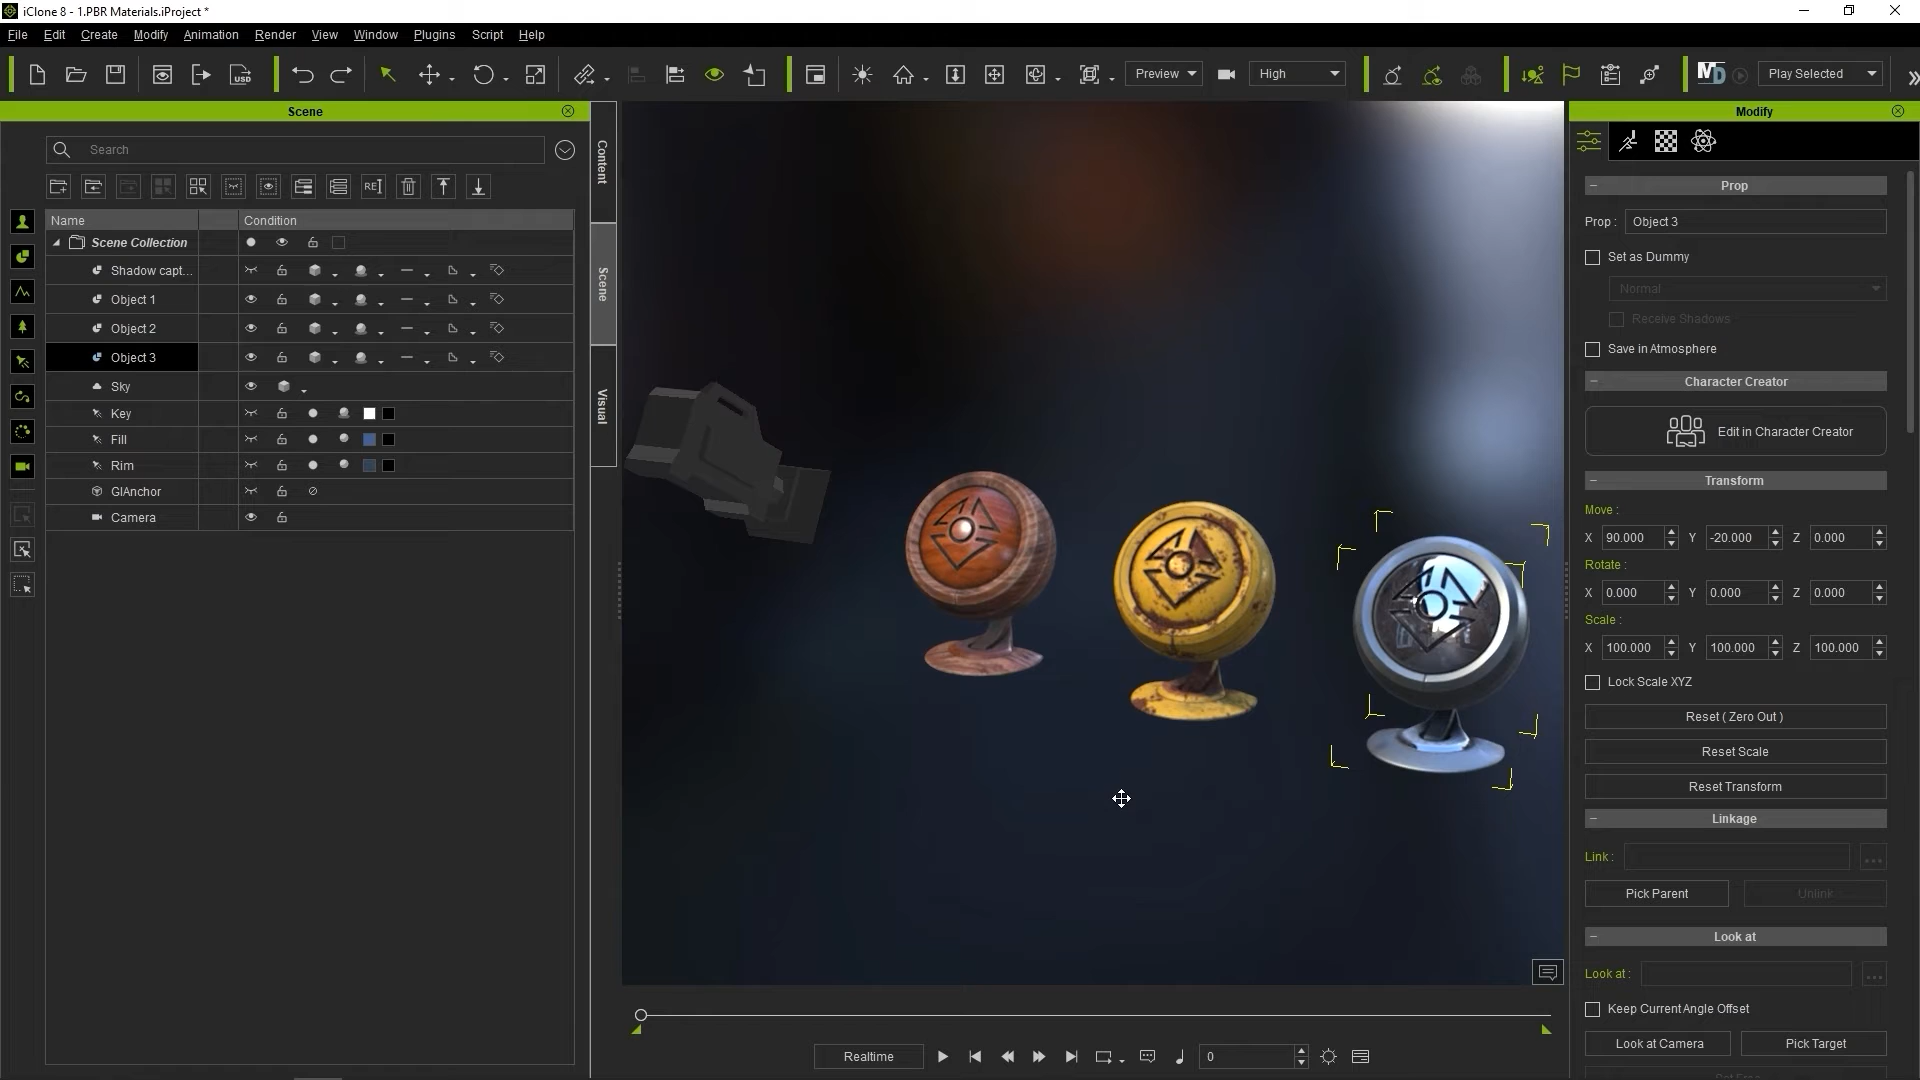 iClone 8 - 1.PBR Materials.iProject *
File Edit Create Modify Animation Render View Window Plugins Script Help
USD Preview High MD Play Selected
Scene
Search
RE
Name Condition
Scene Collection
Shadow capt...
Object 1
Object 2
Object 3
Sky
Key
Fill
Rim
GIAnchor
Camera
Content
Scene
Visual
Realtime 0
Modify
Prop
Prop : Object 3
Set as Dummy
Normal
Receive Shadows
Save in Atmosphere
Character Creator
Edit in Character Creator
Transform
Move :
X 90.000 Y -20.000 Z 0.000
Rotate :
X 0.000 Y 0.000 Z 0.000
Scale :
X 100.000 Y 100.000 Z 100.000
Lock Scale XYZ
Reset ( Zero Out )
Reset Scale
Reset Transform
Linkage
Link : ...
Pick Parent Unlink
Look at
Look at : ...
Keep Current Angle Offset
Look at Camera Pick Target